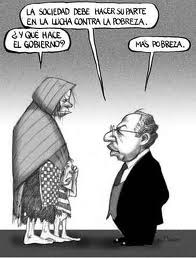 LA SOCIEDAD DEBE HACER SU PARTE
EN LA LUCHA CONTRA LA POBREZA.
¿Y QUÉ HACE
EL GOBIERNO?
MÁS POBREZA.